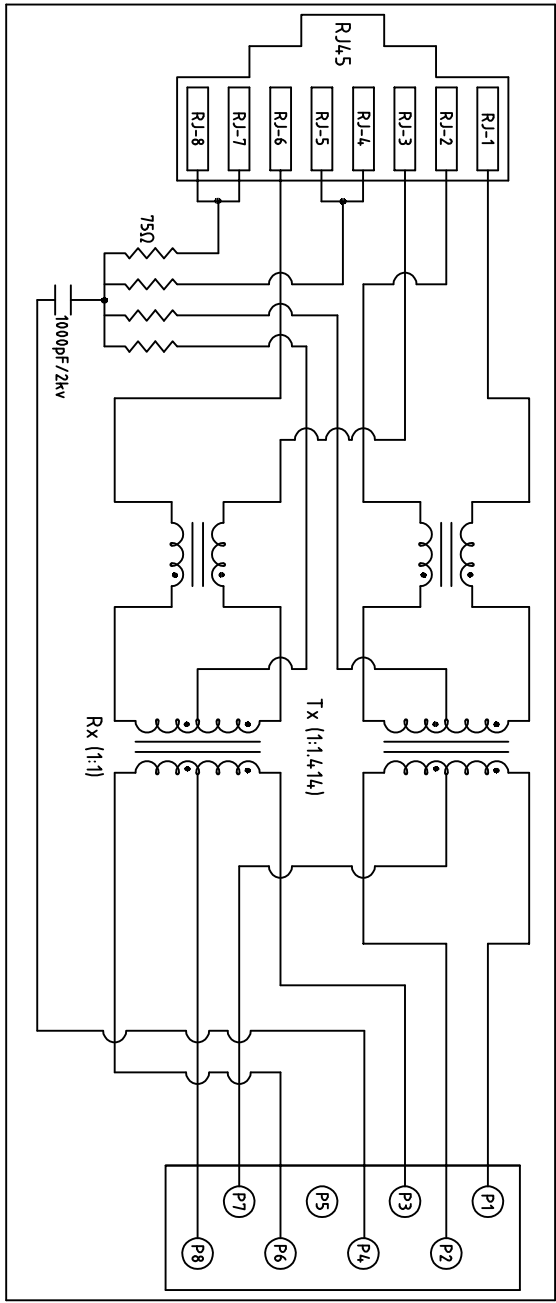 RJ45
RJ-1
RJ-2
RJ-3
RJ-4
RJ-5
RJ-6
RJ-7
RJ-8
75Ω
1000pF/2kv
Tx (1:1.414)
Rx (1:1)
P1
P2
P3
P4
P5
P6
P7
P8